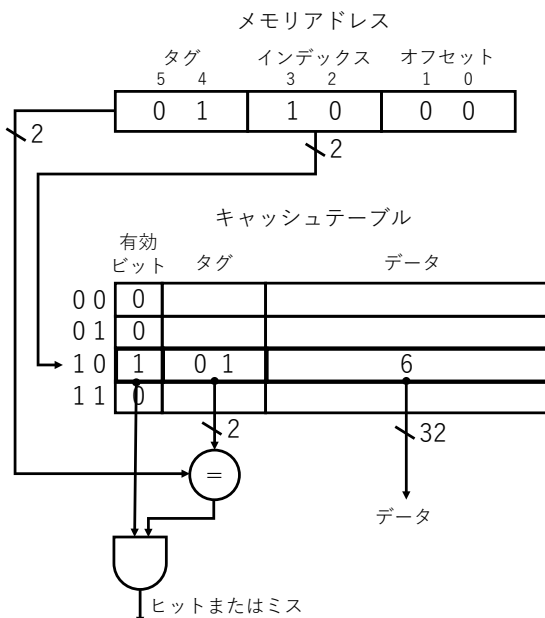 メモリアドレス
タグ インデックス オフセット
5 4 3 2 1 0
0 1 1 0 0 0
2
2
キャッシュテーブル
有効
ビット タグ データ
0 0 0
0 1 0
1 0 1 0 1 6
1 1 0
2 32
=
データ
ヒットまたはミス